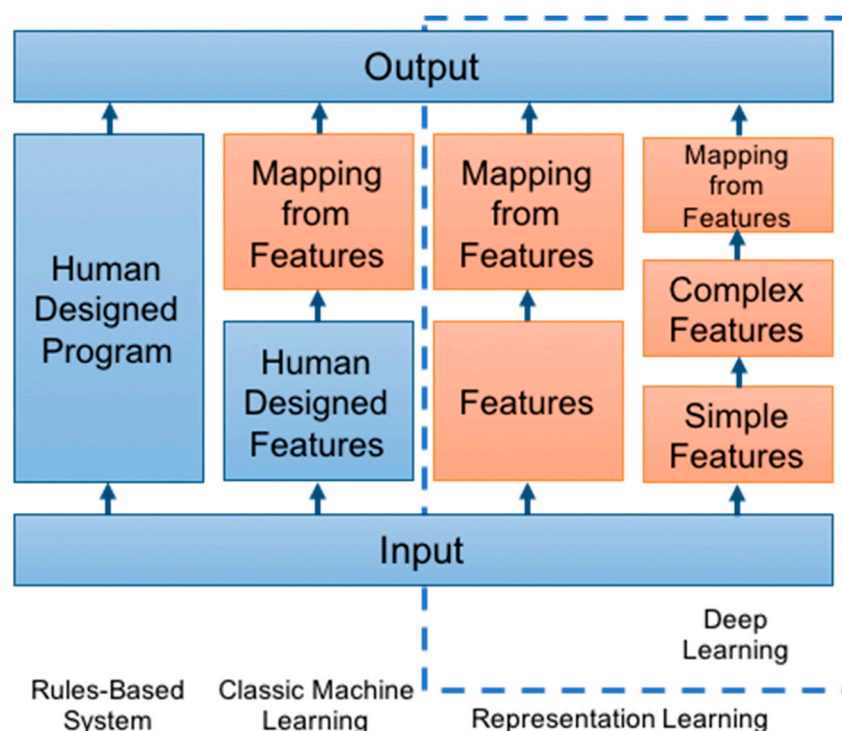 Output
Human
Designed
Program
Mapping
from
Features
Human
Designed
Features
Mapping
from
Features
Features
Mapping
from
Features
Complex
Features
Simple
Features
Input
Deep
Learning
Rules-Based
System
Classic Machine
Learning
Representation Learning